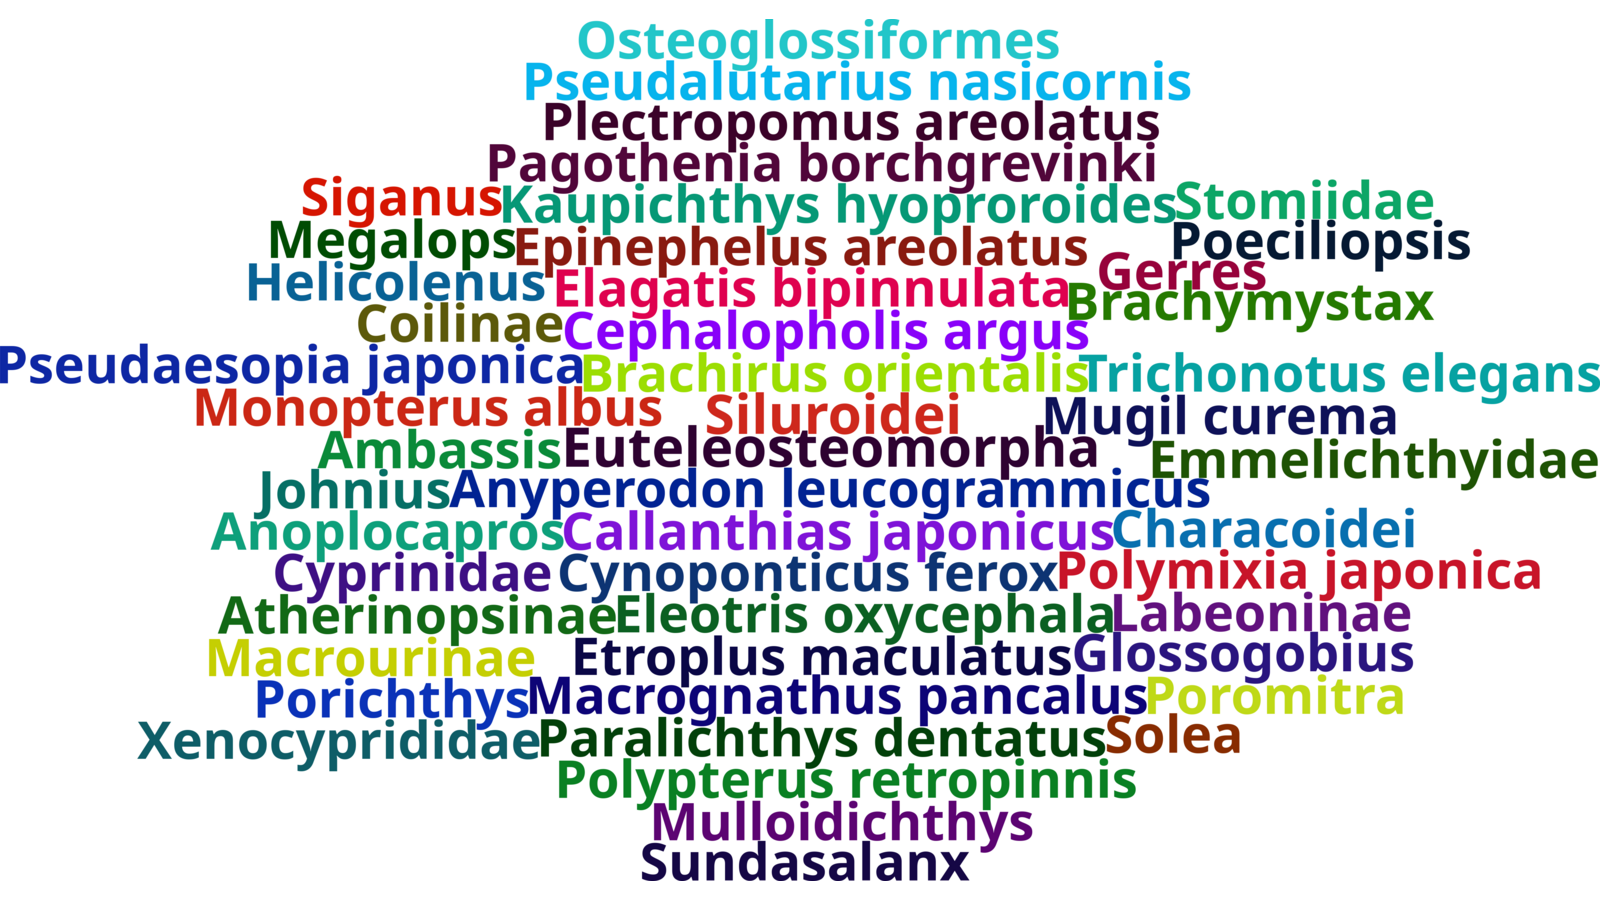 Osteoglossiformes
Pseudalutarius nasicornis
Plectropomus areolatus
Pagothenia borchgrevinki
Siganus Kaupichthys hyoproroides Stomiidae
Megalops Epinephelus areolatus Poeciliopsis
Helicolenus Elagatis bipinnulata Gerres
Brachymystax
Coilinae Cephalopholis argus
Pseudaesopia japonica Brachirus orientalis Trichonotus elegans
Monopterus albus Siluroidei Mugil curema
Ambassis Euteleosteomorpha Emmelichthyidae
Johnius Anyperodon leucogrammicus
Anoplocapros Callanthias japonicus Characoidei
Cyprinidae Cynoponticus ferox Polymixia japonica
Atherinopsinae Eleotris oxycephala Labeoninae
Macrourinae Etroplus maculatus Glossogobius
Porichthys Macrognathus pancalus Poromitra
Xenocyprididae Paralichthys dentatus Solea
Polypterus retropinnis
Mulloidichthys
Sundasalanx